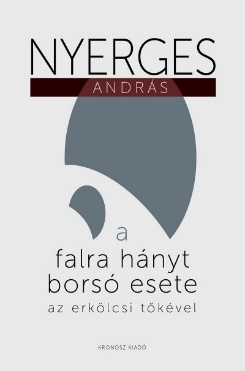 NYERGES
ANDRÁS
a
falra hányt
borsó esete
az erkölcsi tőkével
KRONOSZ KIADÓ